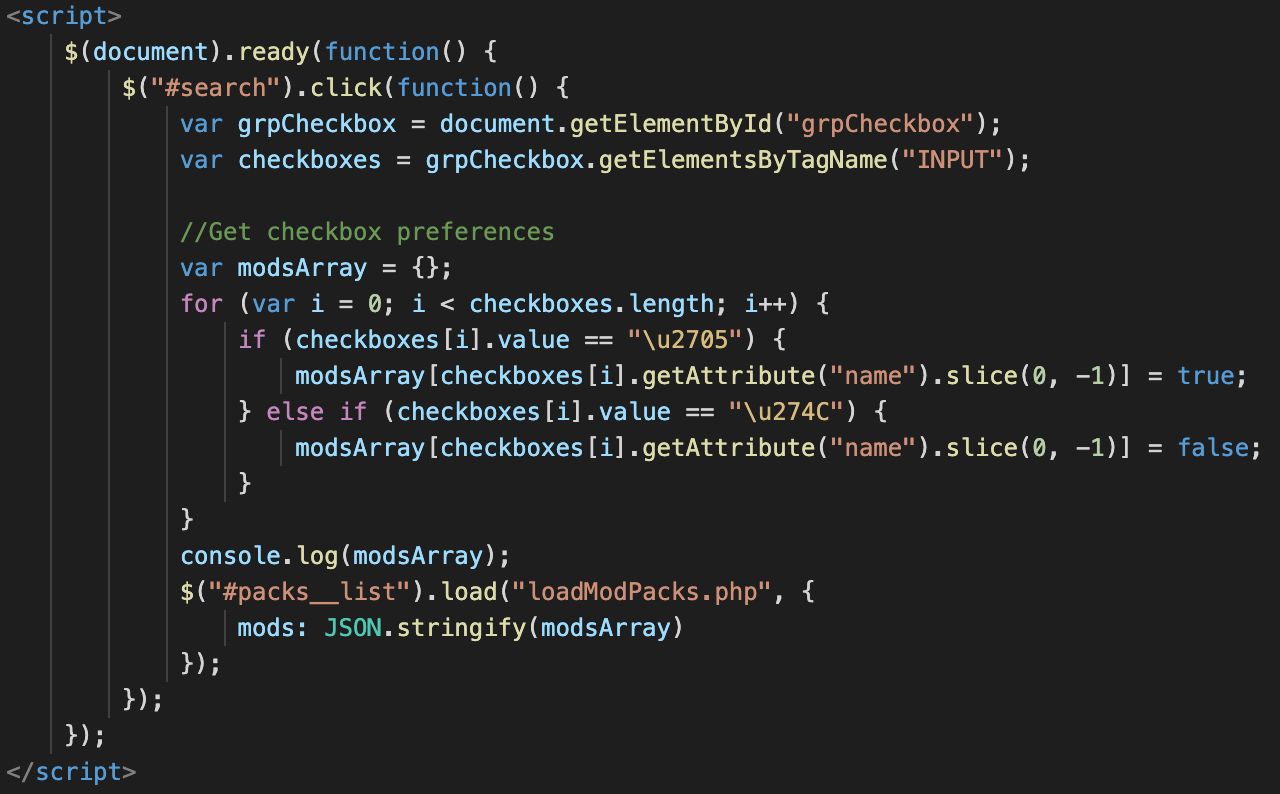 <script>
    $(document).ready(function() {
        $("#search").click(function() {
            var grpCheckbox = document.getElementById("grpCheckbox");
            var checkboxes = grpCheckbox.getElementsByTagName("INPUT");

            //Get checkbox preferences
            var modsArray = {};
            for (var i = 0; i < checkboxes.length; i++) {
                if (checkboxes[i].value == "\u2705") {
                    modsArray[checkboxes[i].getAttribute("name").slice(0, -1)] = true;
                } else if (checkboxes[i].value == "\u274C") {
                    modsArray[checkboxes[i].getAttribute("name").slice(0, -1)] = false;
                }
            }
            console.log(modsArray);
            $("#packs__list").load("loadModPacks.php", {
                mods: JSON.stringify(modsArray)
            });
        });
    });
</script>